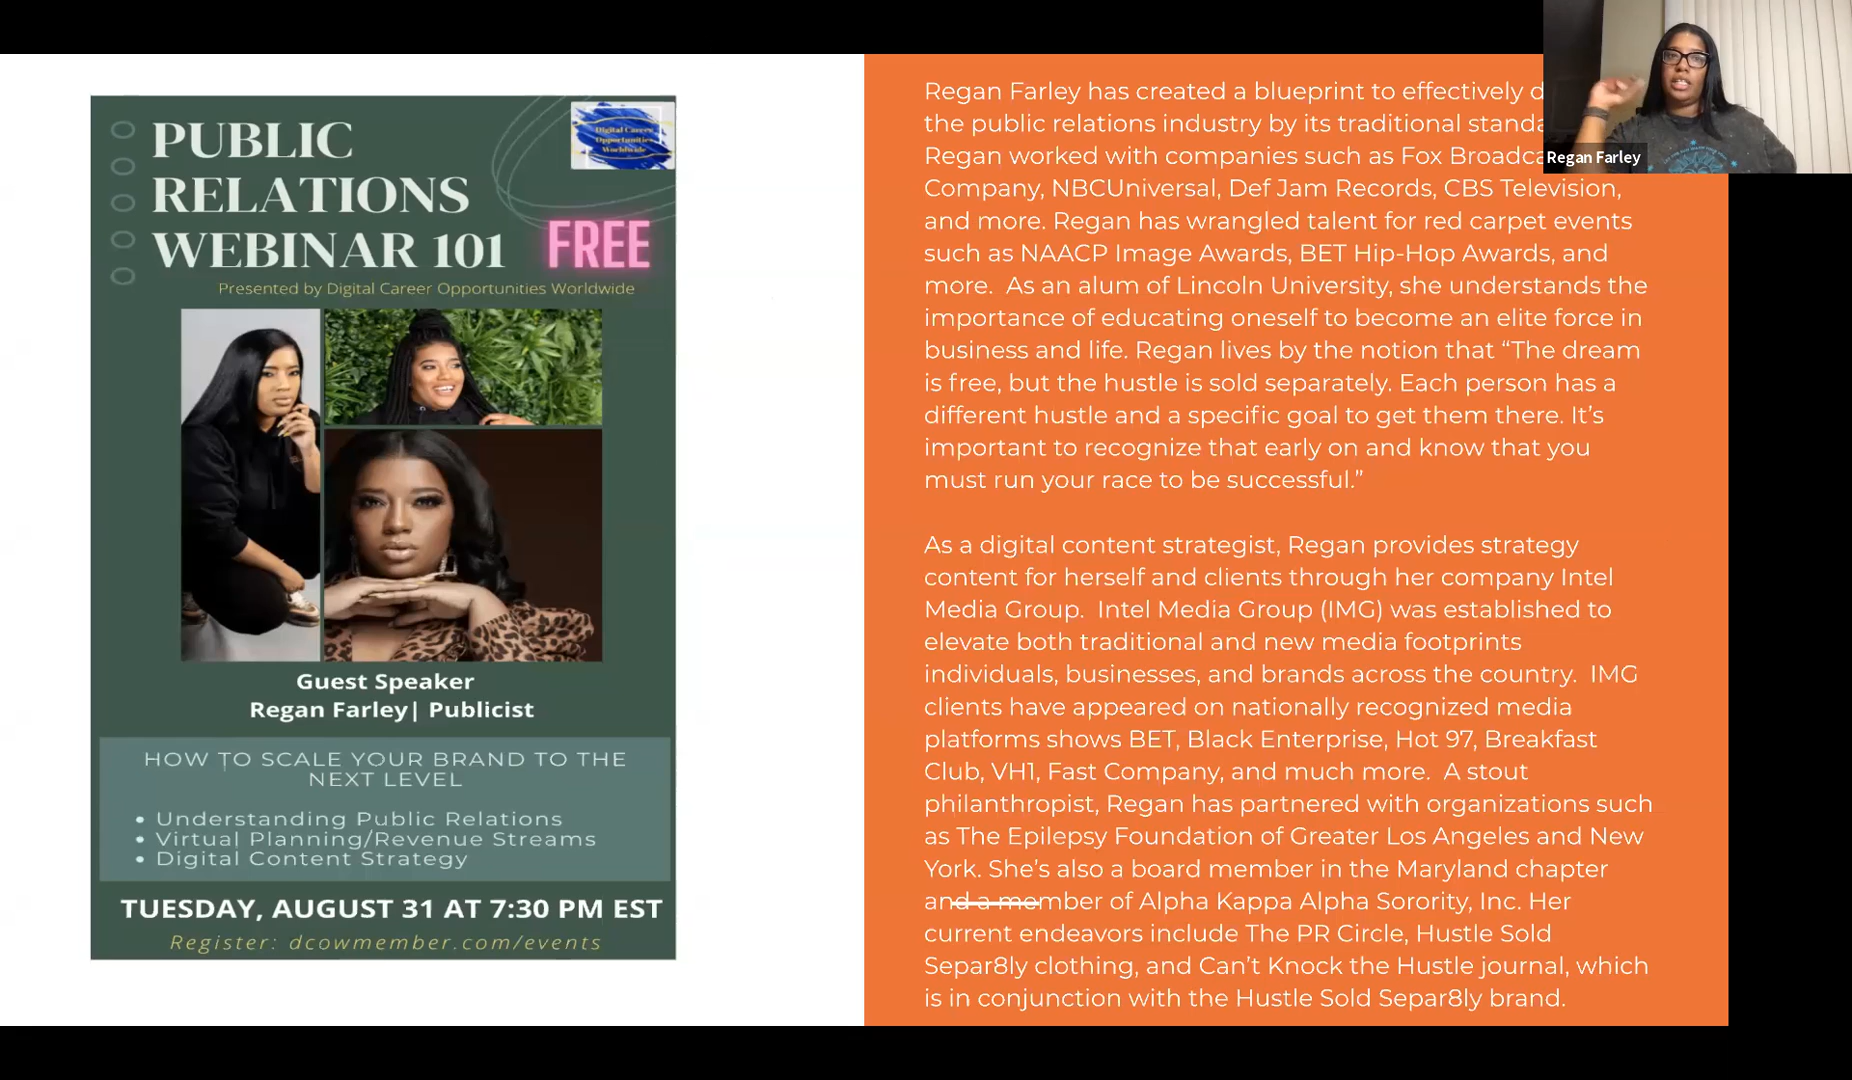 PUBLIC
RELATIONS
WEBINAR 101 FREE
Digital Career
Opportunities
Worldwide
Presented by Digital Career Opportunities Worldwide
Guest Speaker
Regan Farley| Publicist
HOW TO SCALE YOUR BRAND TO THE
NEXT LEVEL
• Understanding Public Relations
• Virtual Planning/Revenue Streams
• Digital Content Strategy
TUESDAY, AUGUST 31 AT 7:30 PM EST
Register: dcowmember.com/events
Regan Farley has created a blueprint to effectively
the public relations industry by its traditional
Regan worked with companies such as Fox
Company, NBCUniversal, Def Jam Records, CBS Television,
and more. Regan has wrangled talent for red carpet events
such as NAACP Image Awards, BET Hip-Hop Awards, and
more. As an alum of Lincoln University, she understands the
importance of educating oneself to become an elite force in
business and life. Regan lives by the notion that “The dream
is free, but the hustle is sold separately. Each person has a
different hustle and a specific goal to get them there. It’s
important to recognize that early on and know that you
must run your race to be successful.”
As a digital content strategist, Regan provides strategy
content for herself and clients through her company Intel
Media Group. Intel Media Group (IMG) was established to
elevate both traditional and new media footprints
individuals, businesses, and brands across the country. IMG
clients have appeared on nationally recognized media
platforms shows BET, Black Enterprise, Hot 97, Breakfast
Club, VH1, Fast Company, and much more. A stout
philanthropist, Regan has partnered with organizations such
as The Epilepsy Foundation of Greater Los Angeles and New
York. She’s also a board member in the Maryland chapter
and a member of Alpha Kappa Alpha Sorority, Inc. Her
current endeavors include The PR Circle, Hustle Sold
Separ8ly clothing, and Can’t Knock the Hustle journal, which
is in conjunction with the Hustle Sold Separ8ly brand.
Regan Farley